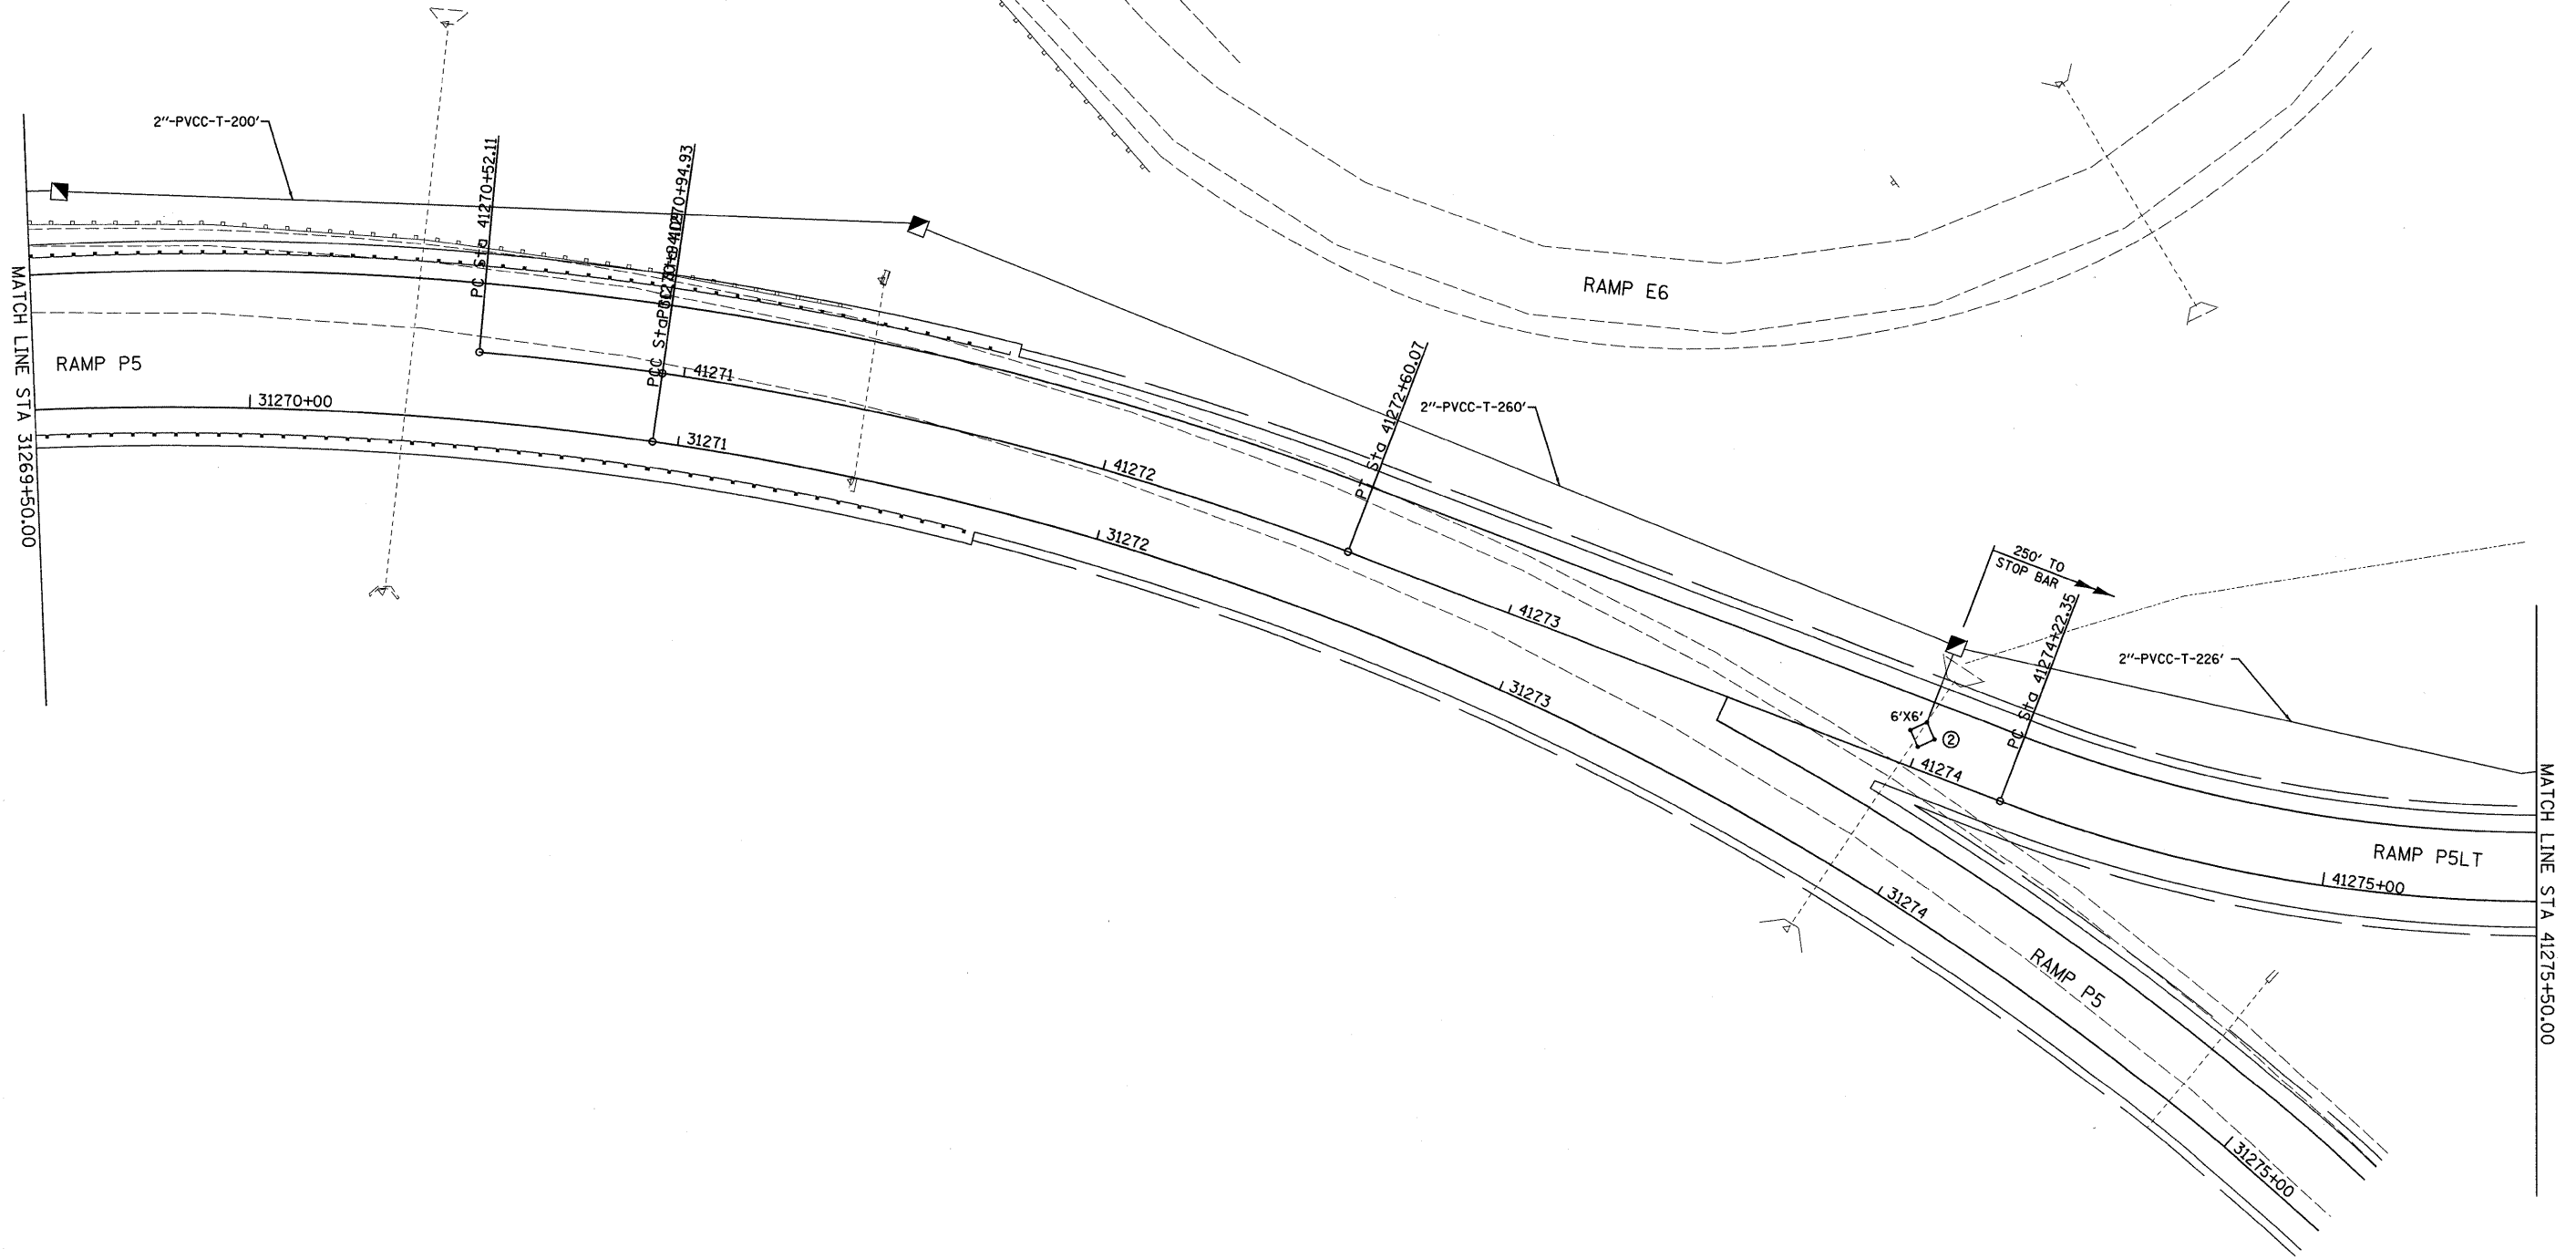 2"-PVCC-T-200'
PC Sta 41270+52.11
RAMP E6
MATCH LINE STA 31269+50.00
RAMP P5
31270+00
41271
31271
41272
31272
PT Sta 41272+60.07
2"-PVCC-T-260'
250' TO
STOP BAR
41273
31273
PC Sta 41274+22.35
2"-PVCC-T-226'
6'X6'
2
41274
31274
RAMP P5LT
41275+00
MATCH LINE STA 41275+50.00
RAMP P5
31275+00